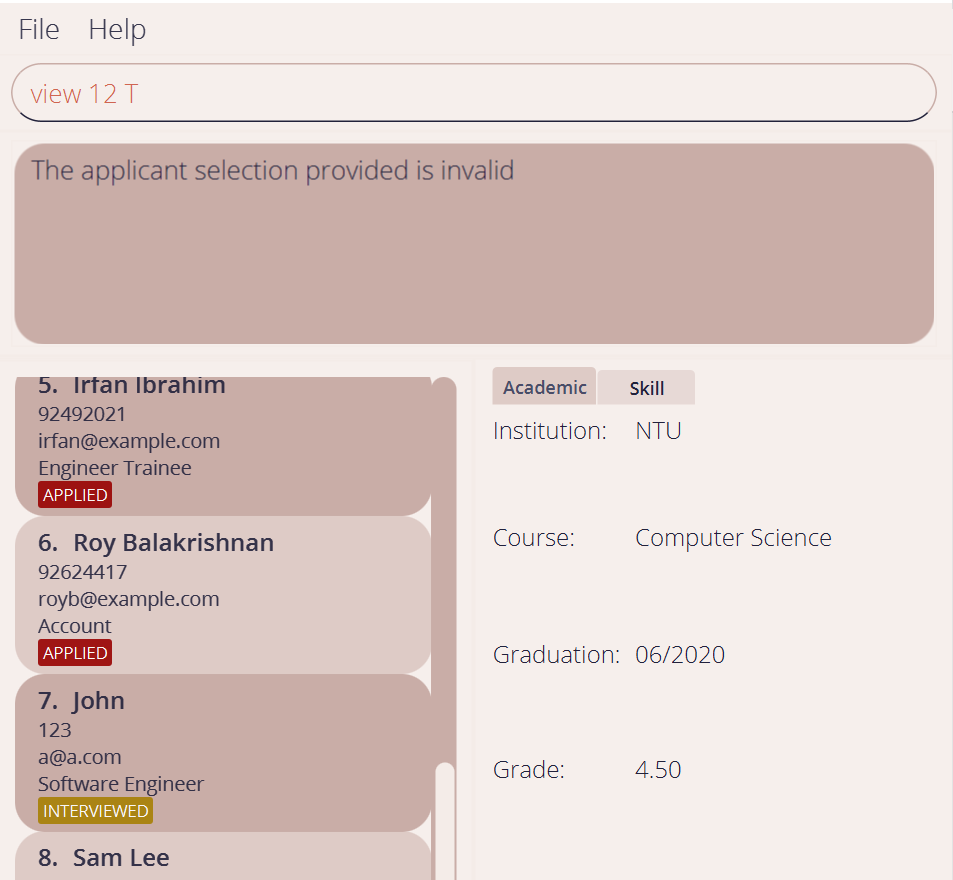 File Help
view 12 T
The applicant selection provided is invalid
5. Irfan Ibrahim
92492021
irfan@example.com
Engineer Trainee
APPLIED
6. Roy Balakrishnan
92624417
royb@example.com
Account
APPLIED
7. John
123
a@a.com
Software Engineer
INTERVIEWED
8. Sam Lee
Academic Skill
Institution: NTU
Course: Computer Science
Graduation: 06/2020
Grade: 4.50